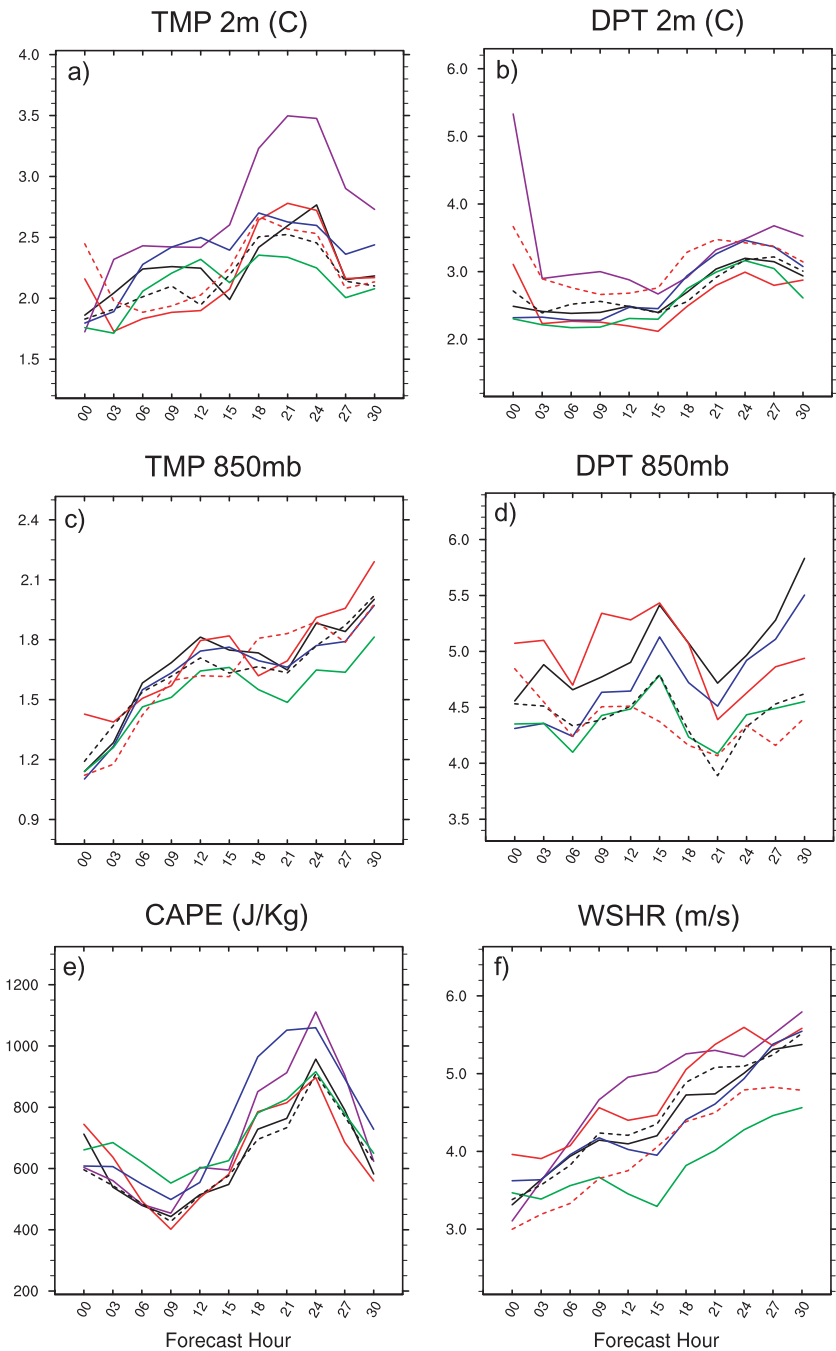 TMP 2m (C)
a)
4.0
3.5
3.0
2.5
2.0
1.5
00 03 06 09 12 15 18 21 24 27 30
DPT 2m (C)
b)
6.0
5.0
4.0
3.0
2.0
00 03 06 09 12 15 18 21 24 27 30
TMP 850mb
c)
2.4
2.1
1.8
1.5
1.2
0.9
00 03 06 09 12 15 18 21 24 27 30
DPT 850mb
d)
6.0
5.5
5.0
4.5
4.0
3.5
00 03 06 09 12 15 18 21 24 27 30
CAPE (J/Kg)
e)
1200
1000
800
600
400
200
00 03 06 09 12 15 18 21 24 27 30
Forecast Hour
WSHR (m/s)
f)
6.0
5.0
4.0
3.0
00 03 06 09 12 15 18 21 24 27 30
Forecast Hour